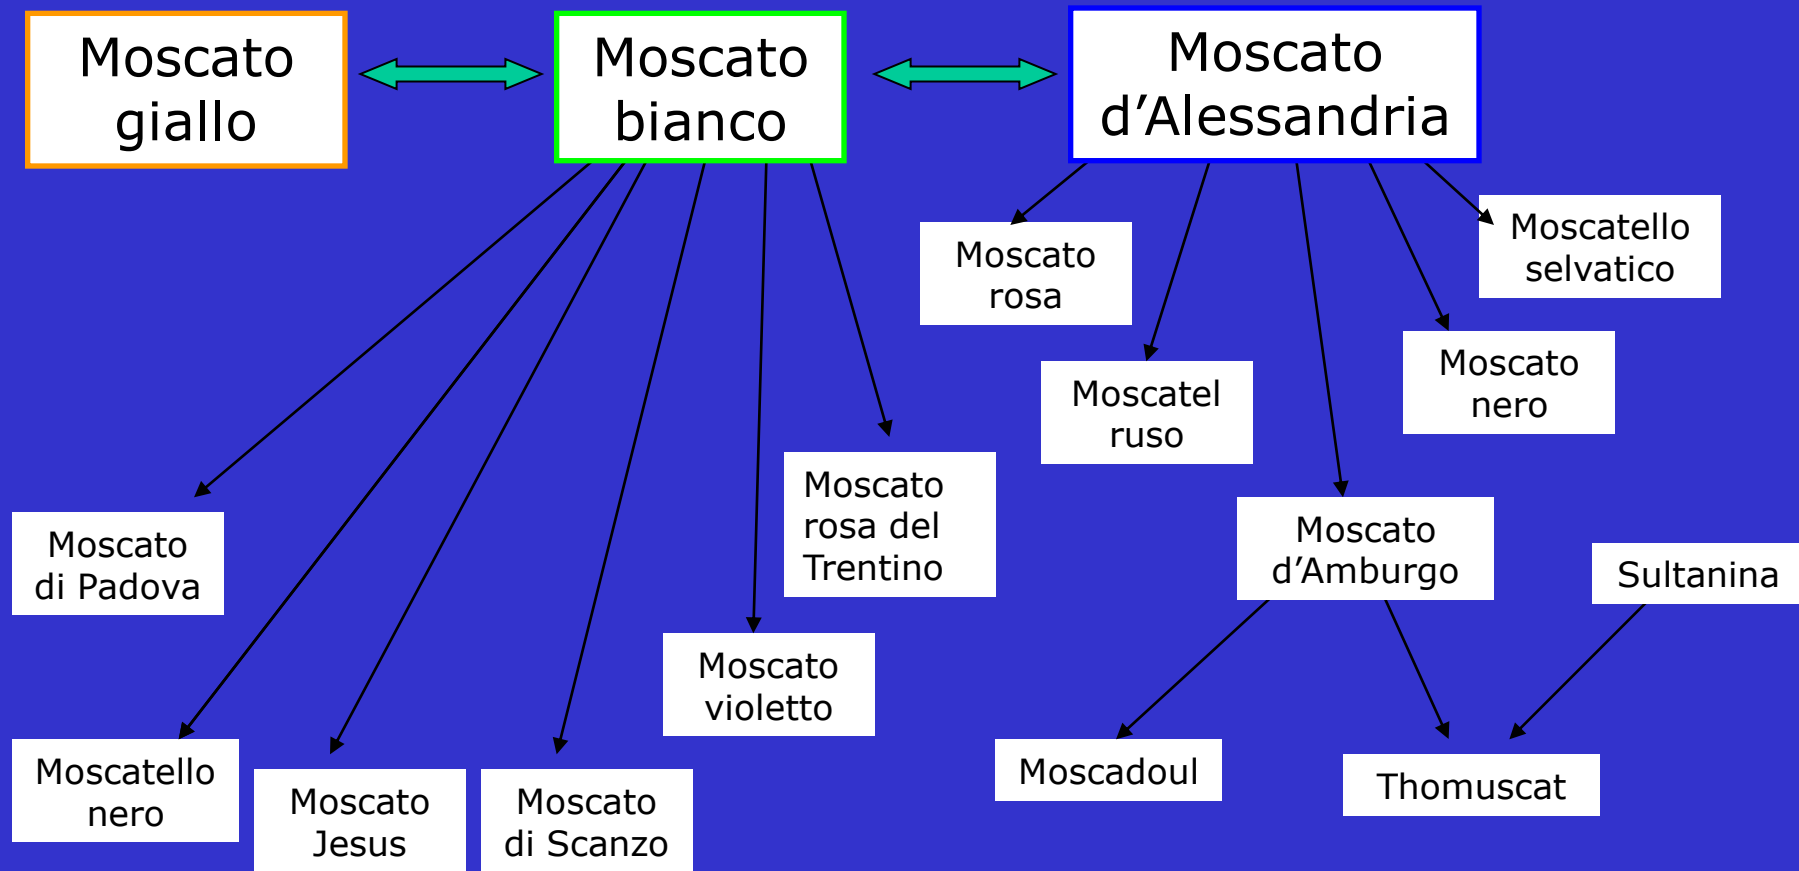 Moscato
giallo
Moscato
bianco
Moscato
d’Alessandria
Moscato
rosa
Moscatello
selvatico
Moscatel
ruso
Moscato
nero
Moscato
rosa del
Trentino
Moscato
di Padova
Moscato
d’Amburgo
Sultanina
Moscato
violetto
Moscatello
nero
Moscato
Jesus
Moscato
di Scanzo
Moscadoul
Thomuscat